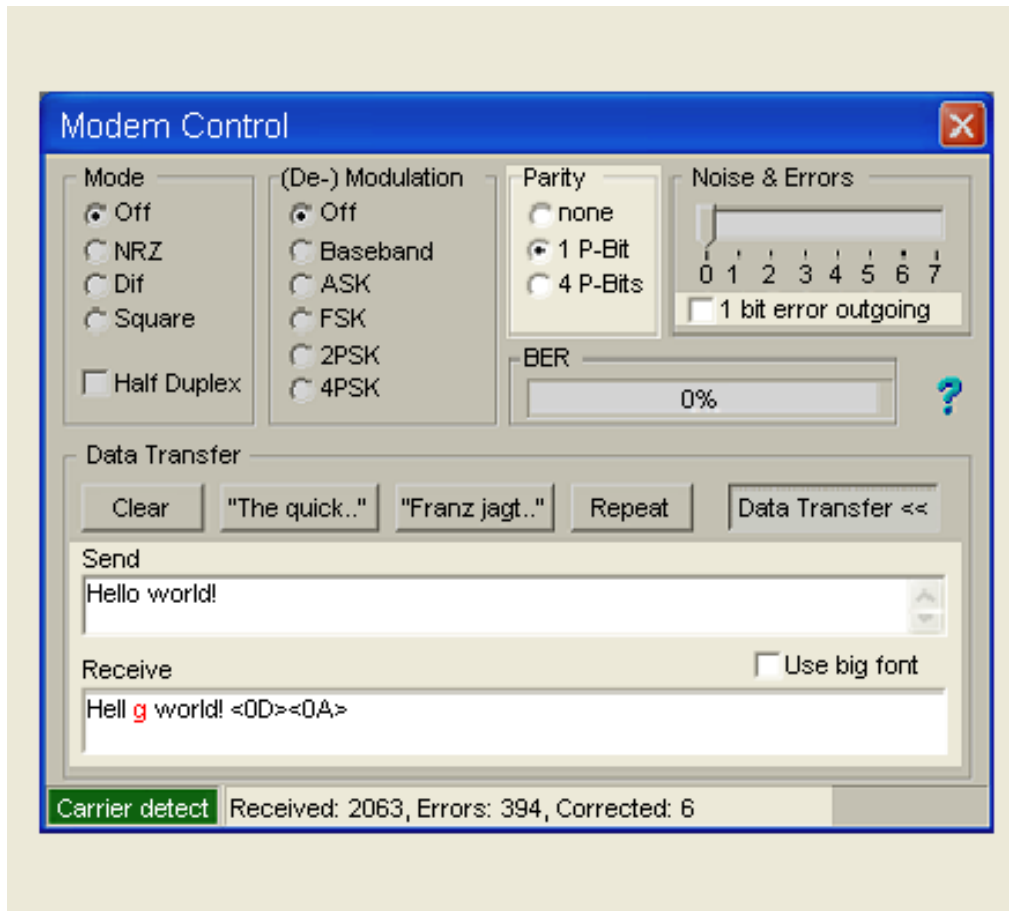 Modem Control
Mode
Off
NRZ
Dif
Square
Half Duplex
(De-) Modulation
Off
Baseband
ASK
FSK
2PSK
4PSK
Parity
none
1 P-Bit
4 P-Bits
Noise & Errors
0 1 2 3 4 5 6 7
1 bit error outgoing
BER
0%
?
Data Transfer
Clear "The quick.." "Franz jagt.." Repeat Data Transfer <<
Send
Hello world!
Receive
Use big font
Hell g world! <0D><0A>
Carrier detect Received: 2063, Errors: 394, Corrected: 6